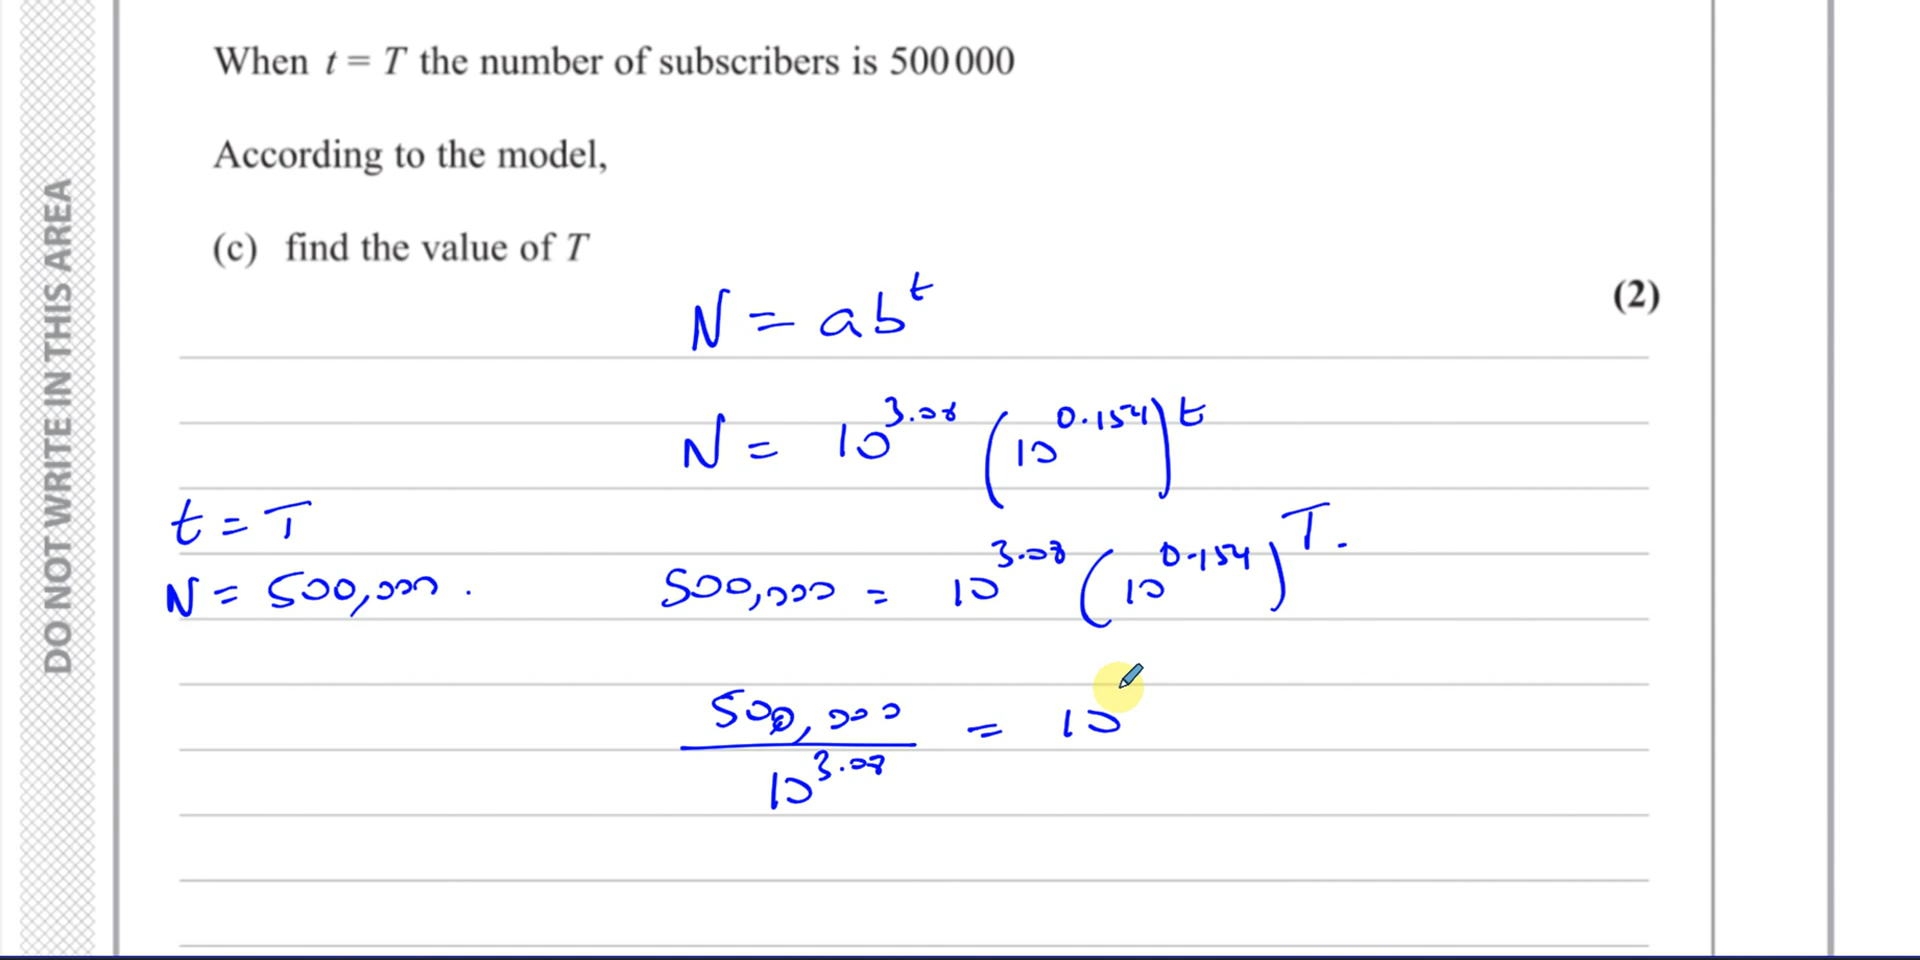 DO NOT WRITE IN THIS AREA
When t = T the number of subscribers is 500 000
According to the model,
(c) find the value of T
(2)
N = ab^t
N = 10^3.08 (10^0.154)^t
t = T
N = 500,000.
500,000 = 10^3.08 (10^0.154)^T.
500,000 / 10^3.08 = 10